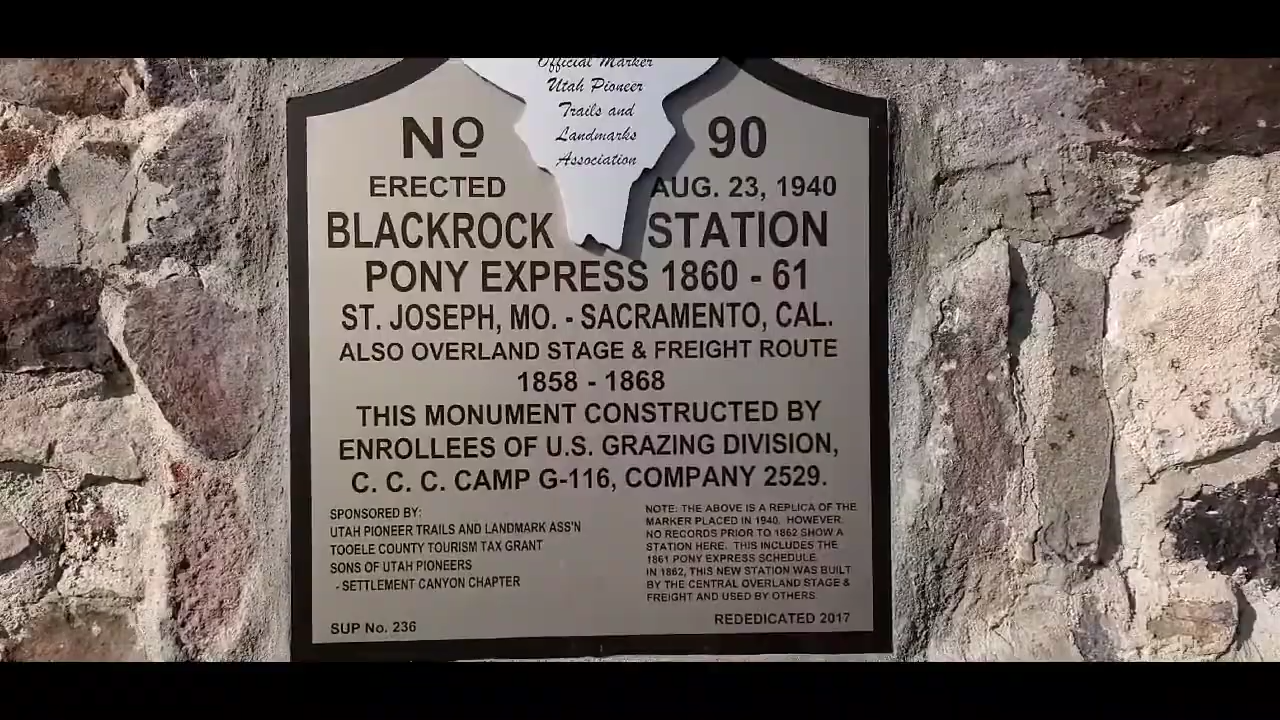 Official Marker
Utah Pioneer
Trails and
Landmarks
Association
Nº 90
ERECTED AUG. 23, 1940
BLACKROCK STATION
PONY EXPRESS 1860 - 61
ST. JOSEPH, MO. - SACRAMENTO, CAL.
ALSO OVERLAND STAGE & FREIGHT ROUTE
1858 - 1868
THIS MONUMENT CONSTRUCTED BY
ENROLLEES OF U.S. GRAZING DIVISION,
C. C. C. CAMP G-116, COMPANY 2529.
SPONSORED BY:
UTAH PIONEER TRAILS AND LANDMARK ASS'N
TOOELE COUNTY TOURISM TAX GRANT
SONS OF UTAH PIONEERS
- SETTLEMENT CANYON CHAPTER
SUP No. 236
NOTE: THE ABOVE IS A REPLICA OF THE
MARKER PLACED IN 1940. HOWEVER,
NO RECORDS PRIOR TO 1862 SHOW A
STATION HERE. THIS INCLUDES THE
1861 PONY EXPRESS SCHEDULE.
IN 1862, THIS NEW STATION WAS BUILT
BY THE CENTRAL OVERLAND STAGE &
FREIGHT AND USED BY OTHERS.
REDEDICATED 2017